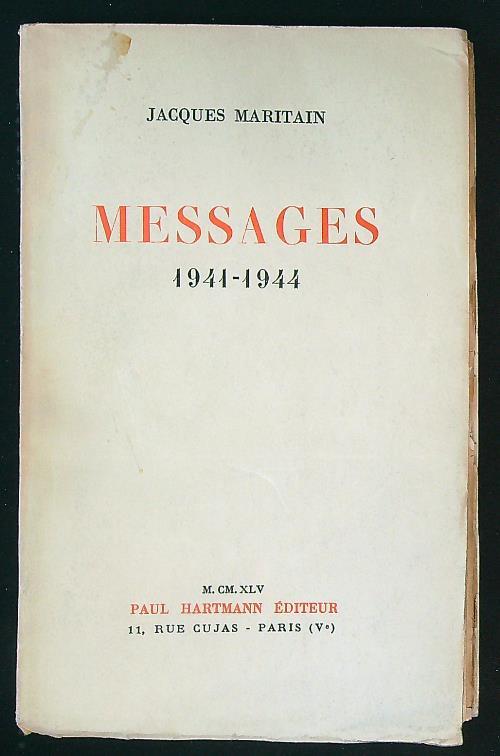 JACQUES MARITAIN
MESSAGES
1941-1944
M. CM. XLV
PAUL HARTMANN ÉDITEUR
11, RUE CUJAS - PARIS (Vᵉ)